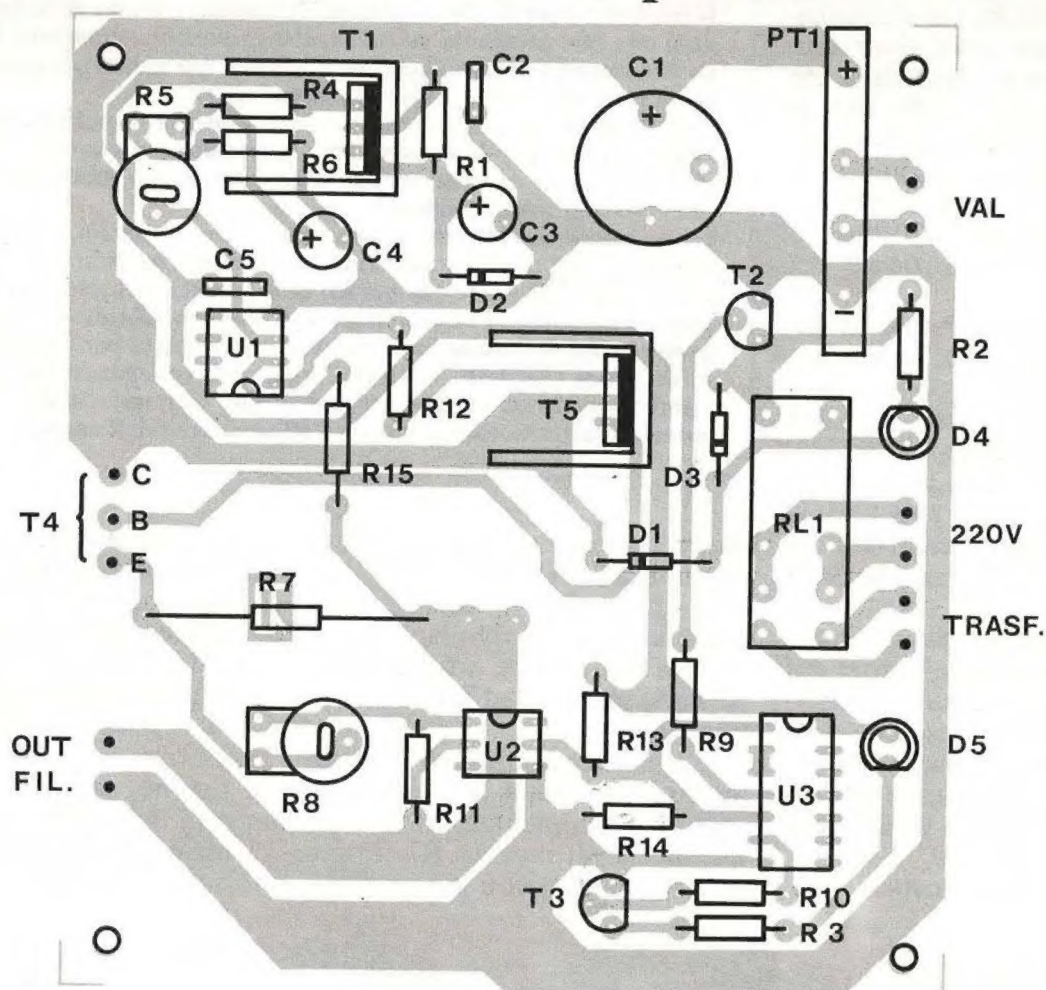 T1
PT1
C2
C1
R5
R4
+
+
R6
R1
VAL
+
+
C4
C3
C5
T2
D2
−
U1
R2
R12
T5
D4
R15
D3
C
T4
B
D1
RL1
220V
E
R7
TRASF.
OUT
U2
R13
R9
D5
FIL.
R8
R11
U3
R14
T3
R10
R3